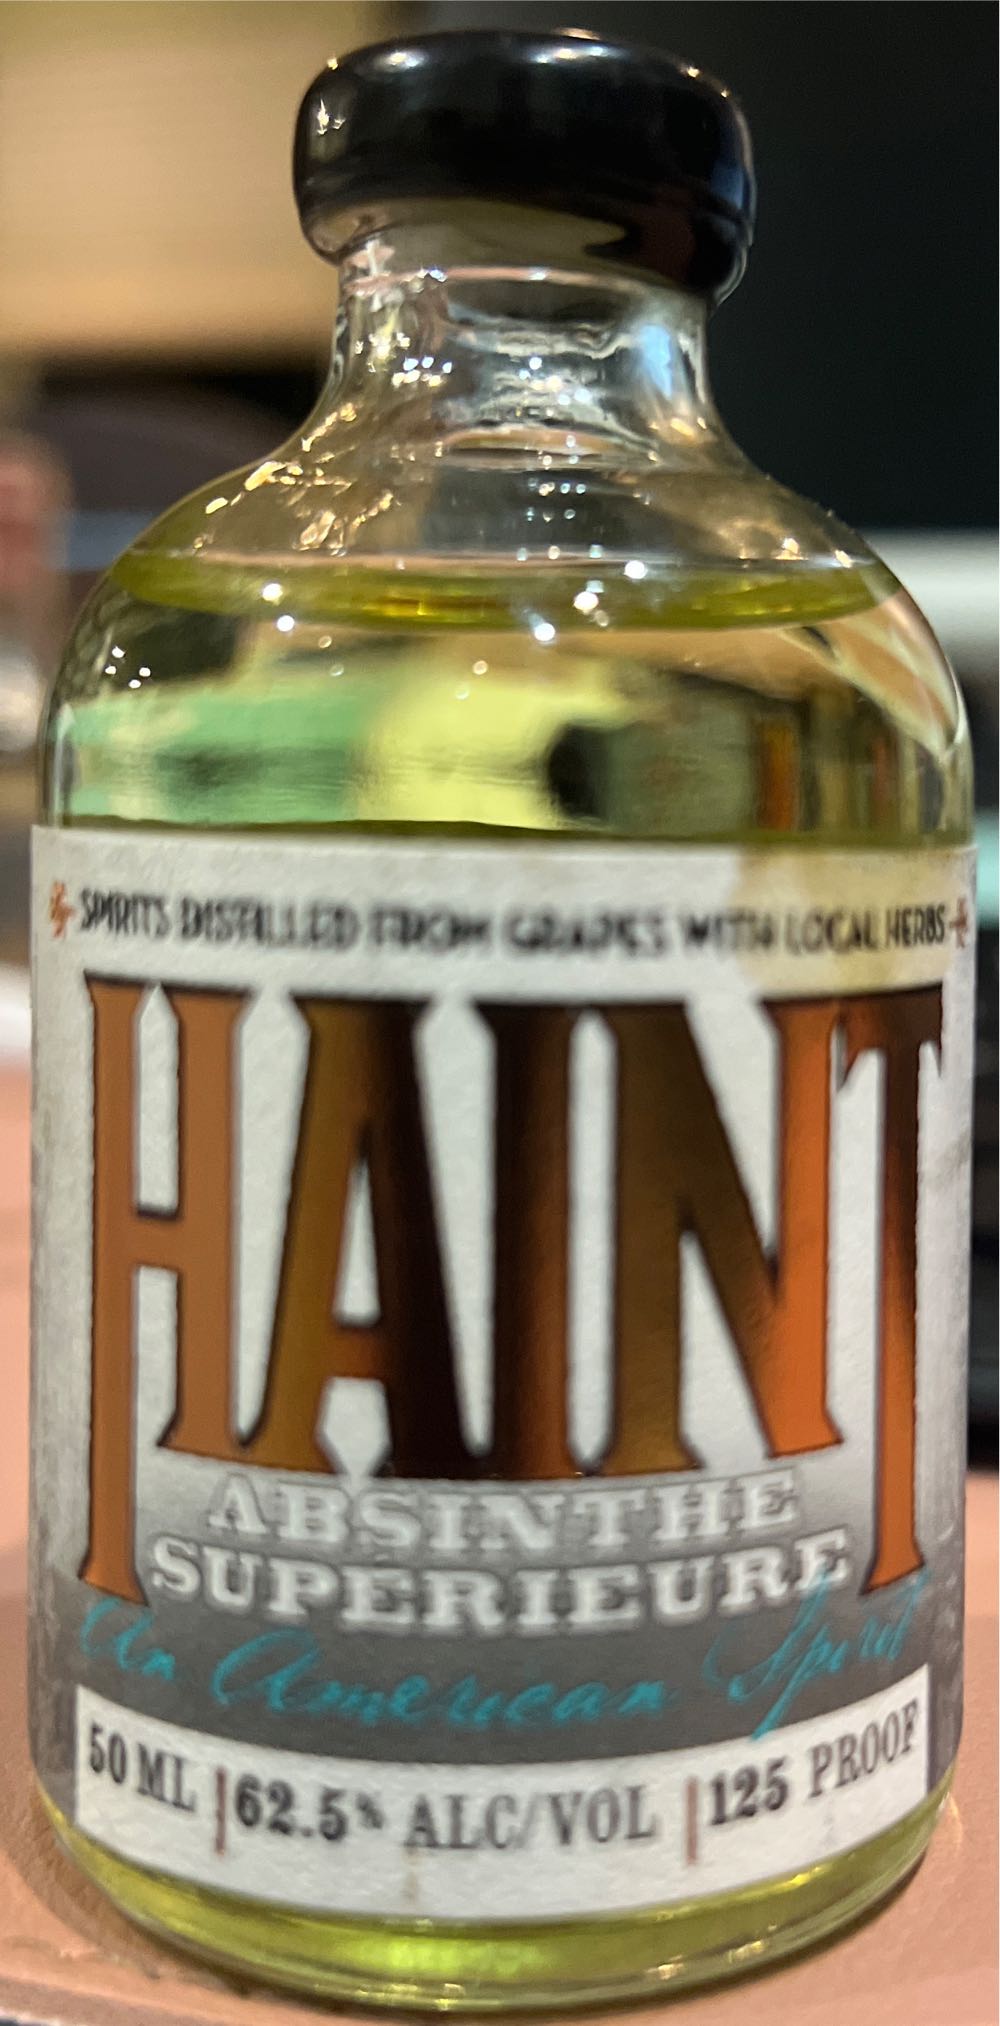 SPIRITS DISTILLED FROM GRAPES WITH LOCAL HERBS
HAINT
ABSINTHE
SUPERIEURE
An American Spirit
50 ML | 62.5% ALC/VOL | 125 PROOF